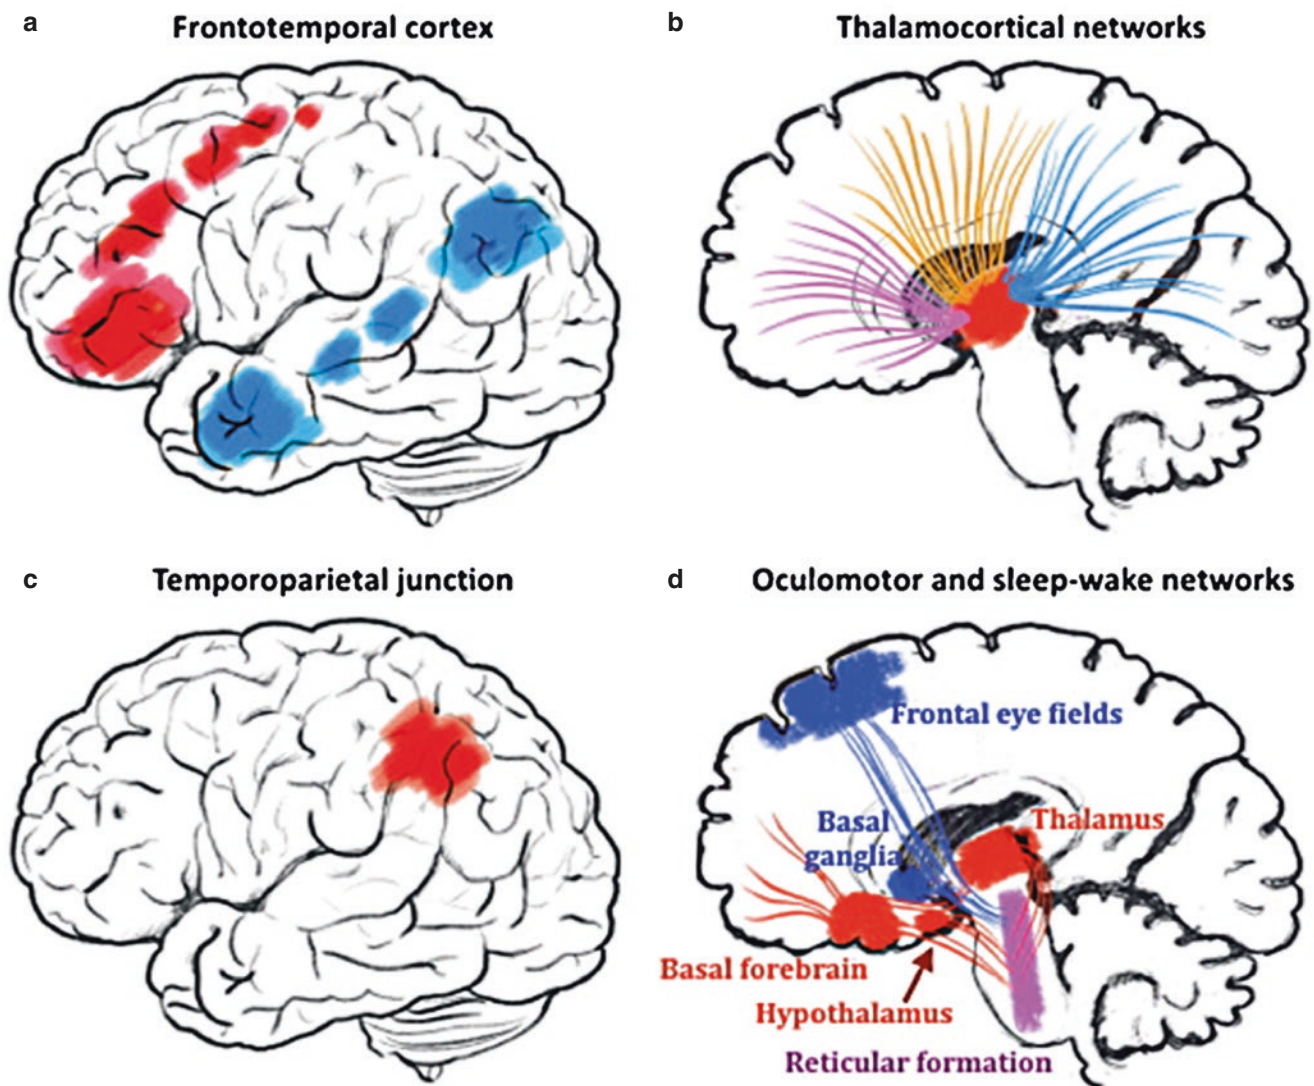 a
Frontotemporal cortex
b
Thalamocortical networks
c
Temporoparietal junction
d
Oculomotor and sleep-wake networks
Frontal eye fields
Basal
ganglia
Thalamus
Basal forebrain
Hypothalamus
Reticular formation